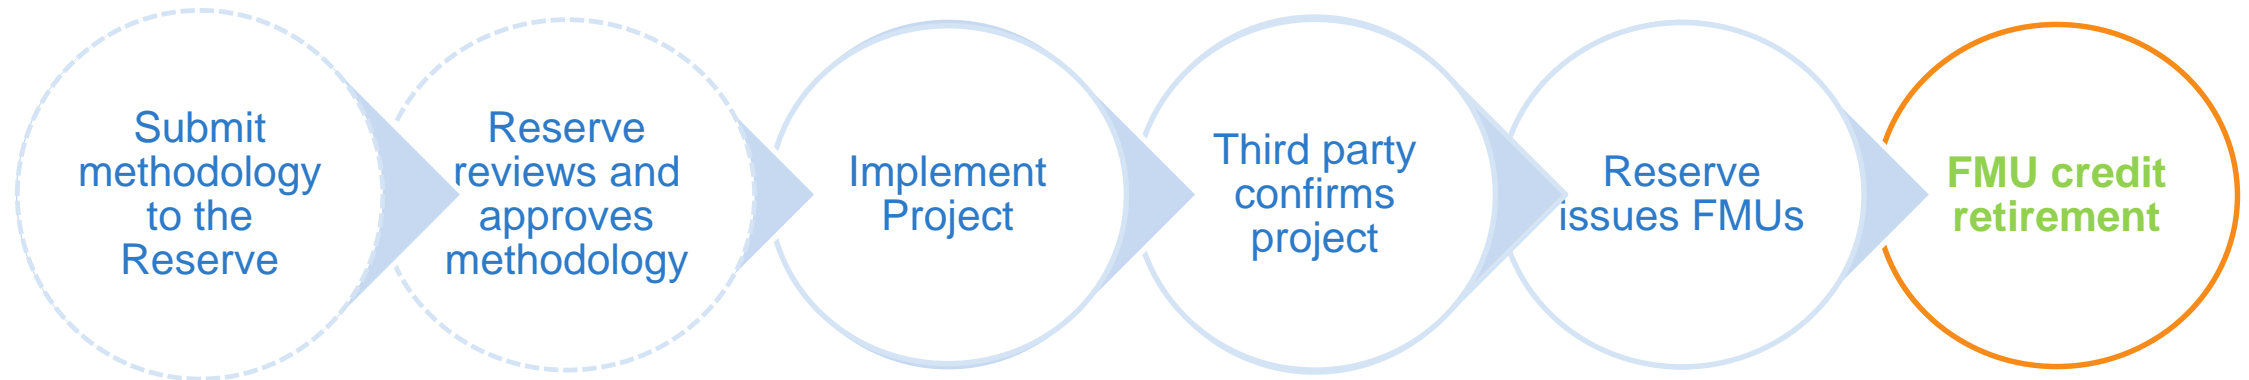 Submit
methodology
to the
Reserve
Reserve
reviews and
approves
methodology
Implement
Project
Third party
confirms
project
Reserve
issues FMUs
FMU credit
retirement